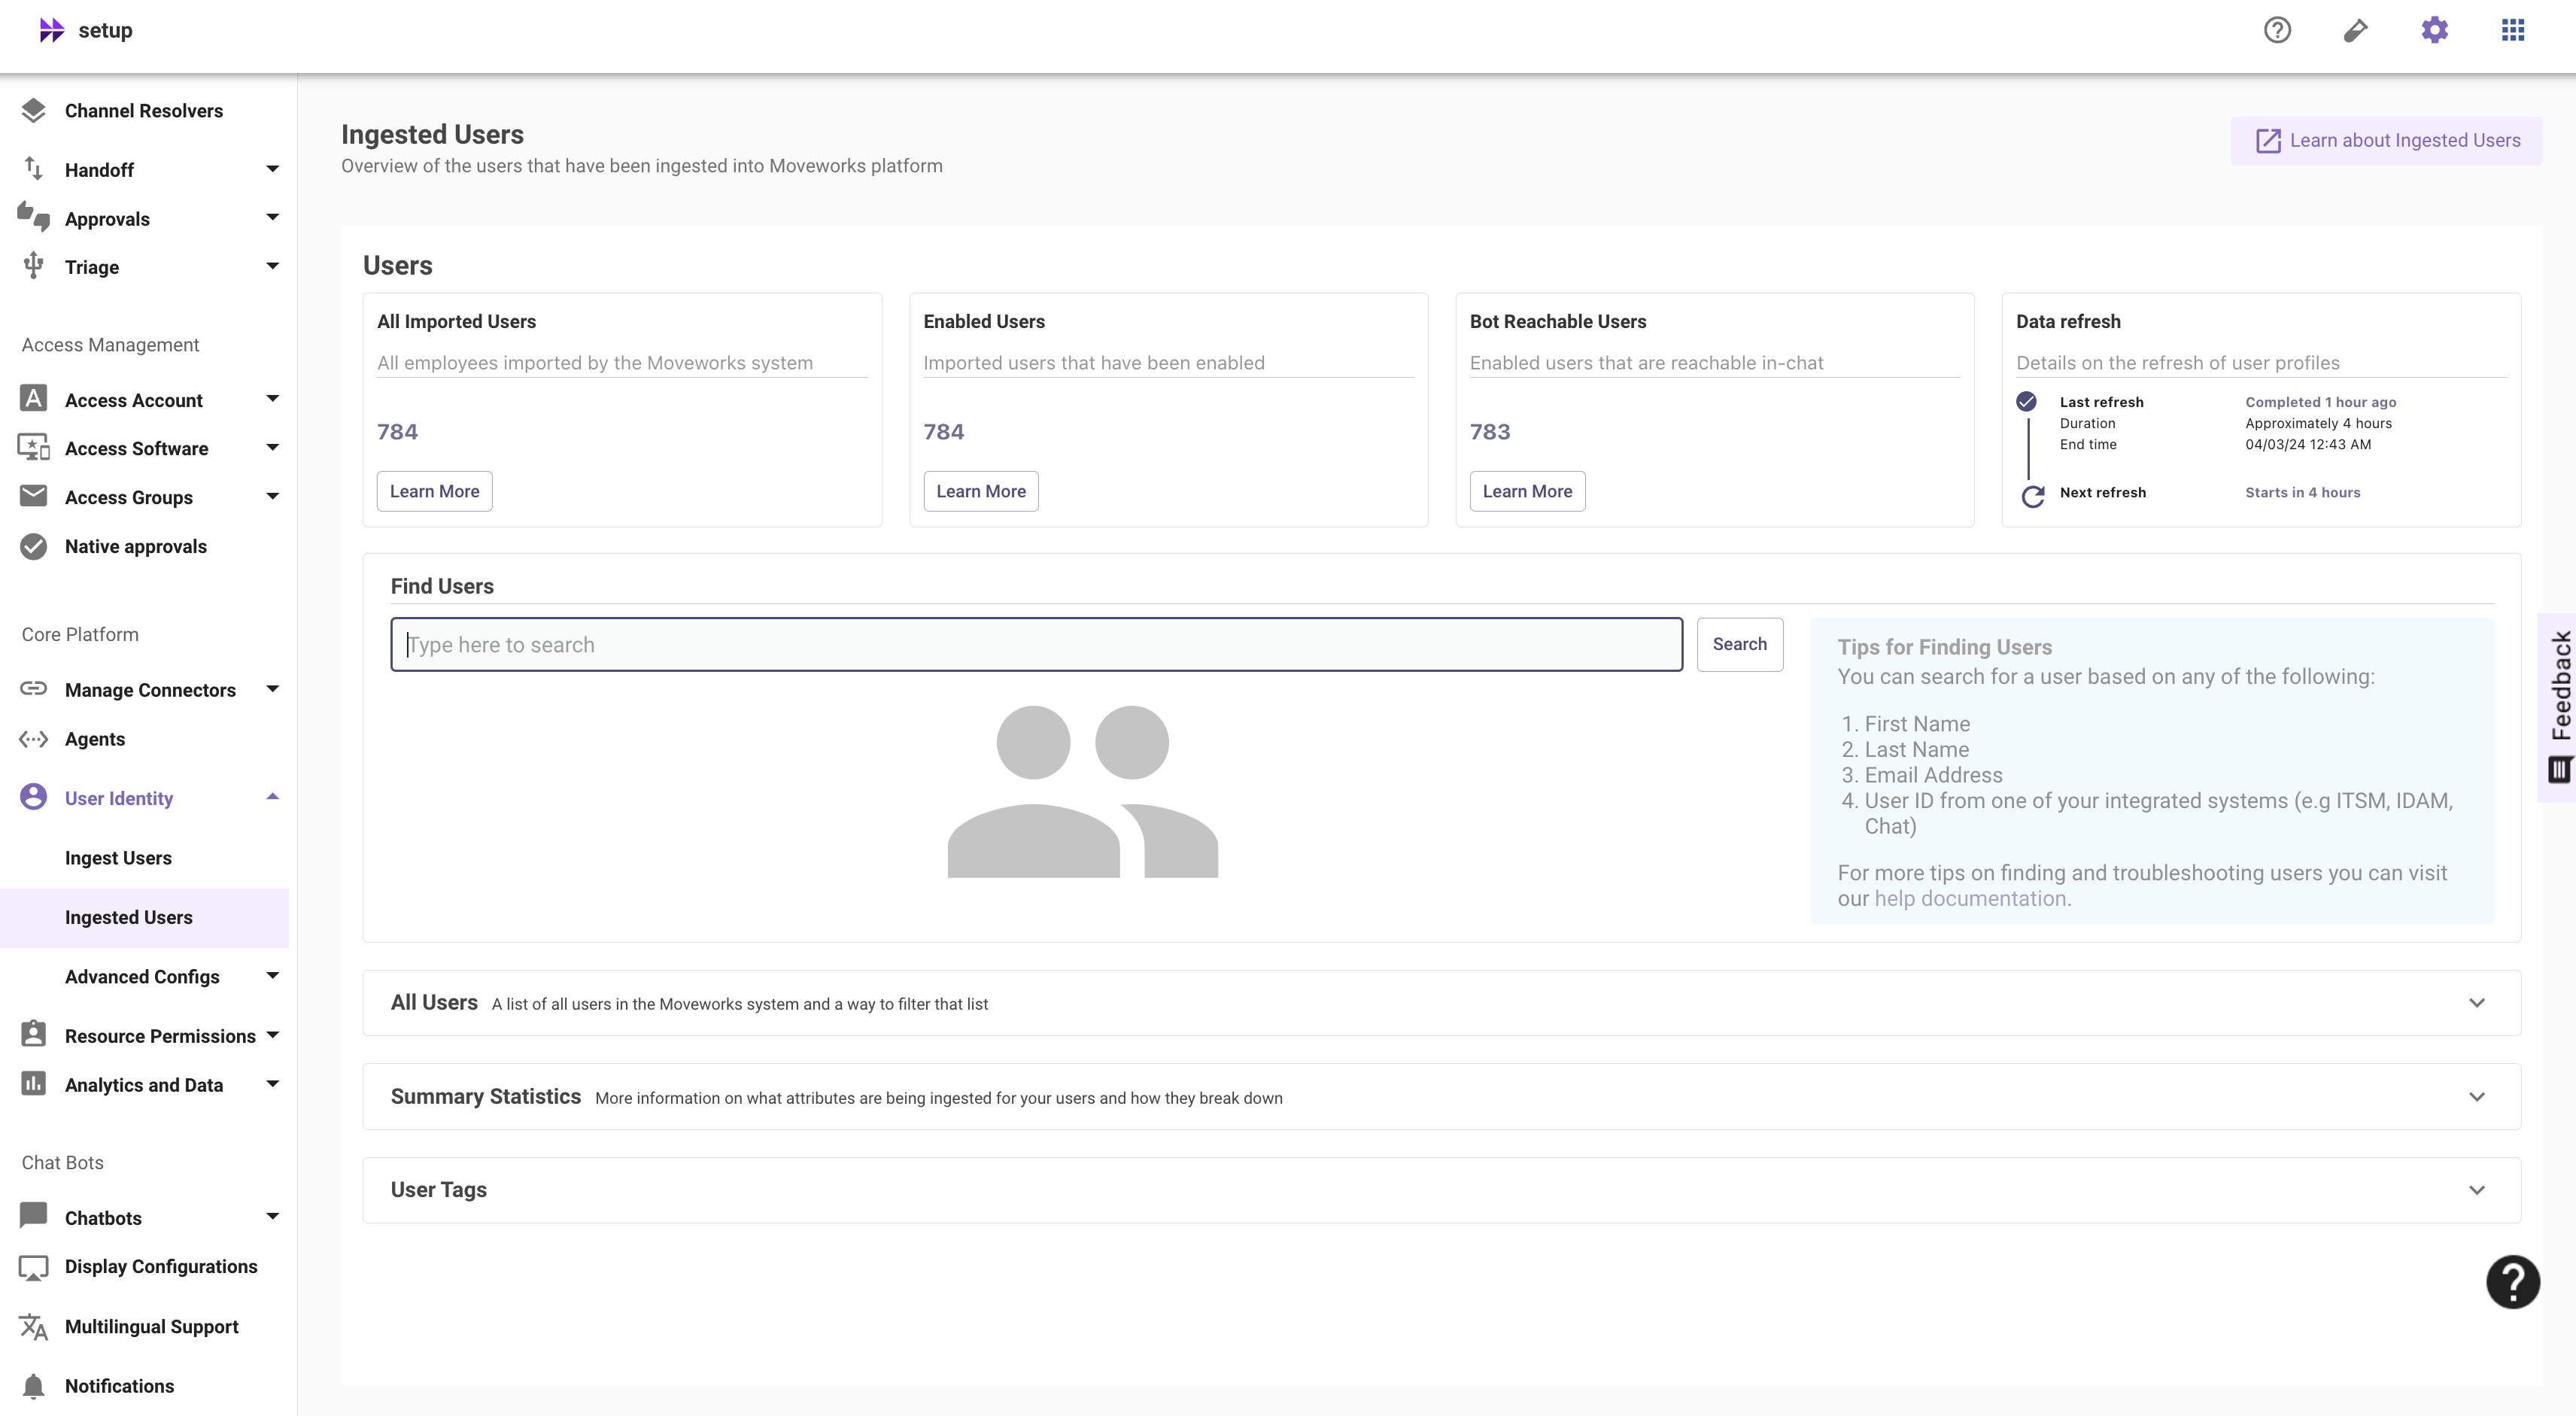 setup
Channel Resolvers
Handoff
Approvals
Triage
Access Management
Access Account
Access Software
Access Groups
Native approvals
Core Platform
Manage Connectors
Agents
User Identity
Ingest Users
Ingested Users
Advanced Configs
Resource Permissions
Analytics and Data
Chat Bots
Chatbots
Display Configurations
Multilingual Support
Notifications
Ingested Users
Overview of the users that have been ingested into Moveworks platform
Learn about Ingested Users
Users
All Imported Users
All employees imported by the Moveworks system
784
Learn More
Enabled Users
Imported users that have been enabled
784
Learn More
Bot Reachable Users
Enabled users that are reachable in-chat
783
Learn More
Data refresh
Details on the refresh of user profiles
Last refresh Completed 1 hour ago
Duration Approximately 4 hours
End time 04/03/24 12:43 AM
Next refresh Starts in 4 hours
Find Users
Type here to search
Search
Tips for Finding Users
You can search for a user based on any of the following:
1. First Name
2. Last Name
3. Email Address
4. User ID from one of your integrated systems (e.g ITSM, IDAM,
Chat)
For more tips on finding and troubleshooting users you can visit
our help documentation.
All Users A list of all users in the Moveworks system and a way to filter that list
Summary Statistics More information on what attributes are being ingested for your users and how they break down
User Tags
Feedback